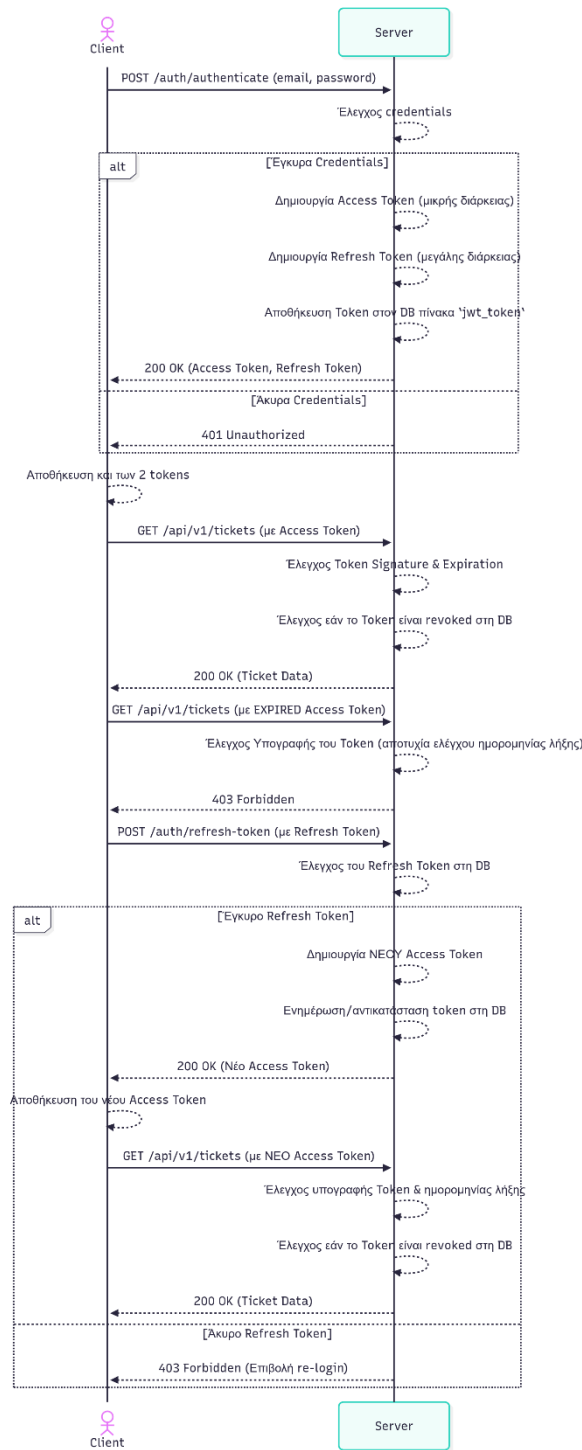 Client
Server
POST /auth/authenticate (email, password)
Έλεγχος credentials
alt
[Έγκυρα Credentials]
Δημιουργία Access Token (μικρής διάρκειας)
Δημιουργία Refresh Token (μεγάλης διάρκειας)
Αποθήκευση Token στον DB πίνακα `jwt_token`
200 OK (Access Token, Refresh Token)
[Άκυρα Credentials]
401 Unauthorized
Αποθήκευση και των 2 tokens
GET /api/v1/tickets (με Access Token)
Έλεγχος Token Signature & Expiration
Έλεγχος εάν το Token είναι revoked στη DB
200 OK (Ticket Data)
GET /api/v1/tickets (με EXPIRED Access Token)
Έλεγχος Υπογραφής του Token (αποτυχία ελέγχου ημορομηνίας λήξης)
403 Forbidden
POST /auth/refresh-token (με Refresh Token)
Έλεγχος του Refresh Token στη DB
alt
[Έγκυρο Refresh Token]
Δημιουργία ΝΕΟΥ Access Token
Ενημέρωση/αντικατάσταση token στη DB
200 OK (Νέο Access Token)
Αποθήκευση του νέου Access Token
GET /api/v1/tickets (με ΝΕΟ Access Token)
Έλεγχος υπογραφής Token & ημορομηνίας λήξης
Έλεγχος εάν το Token είναι revoked στη DB
200 OK (Ticket Data)
[Άκυρο Refresh Token]
403 Forbidden (Επιβολή re-login)
Client
Server